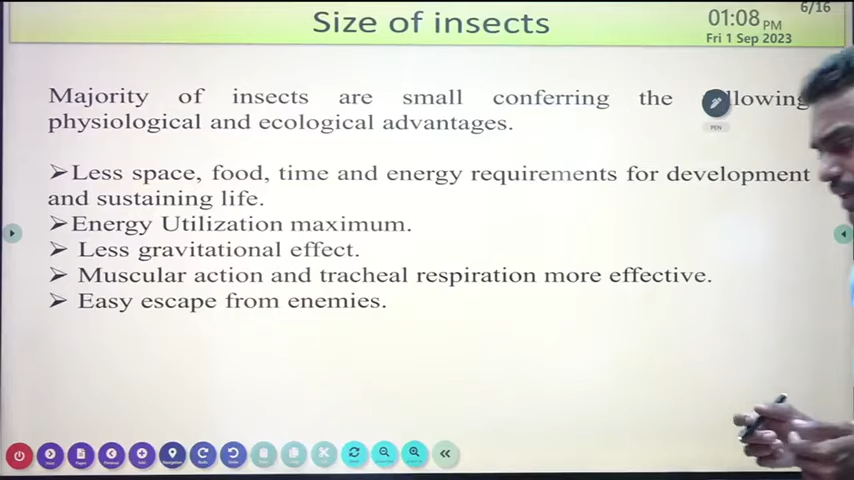 Size of insects
6/16
01:08 PM
Fri 1 Sep 2023
Majority of insects are small conferring the llowing
physiological and ecological advantages.
PEN
➢Less space, food, time and energy requirements for development
and sustaining life.
➢Energy Utilization maximum.
➢ Less gravitational effect.
➢ Muscular action and tracheal respiration more effective.
➢ Easy escape from enemies.